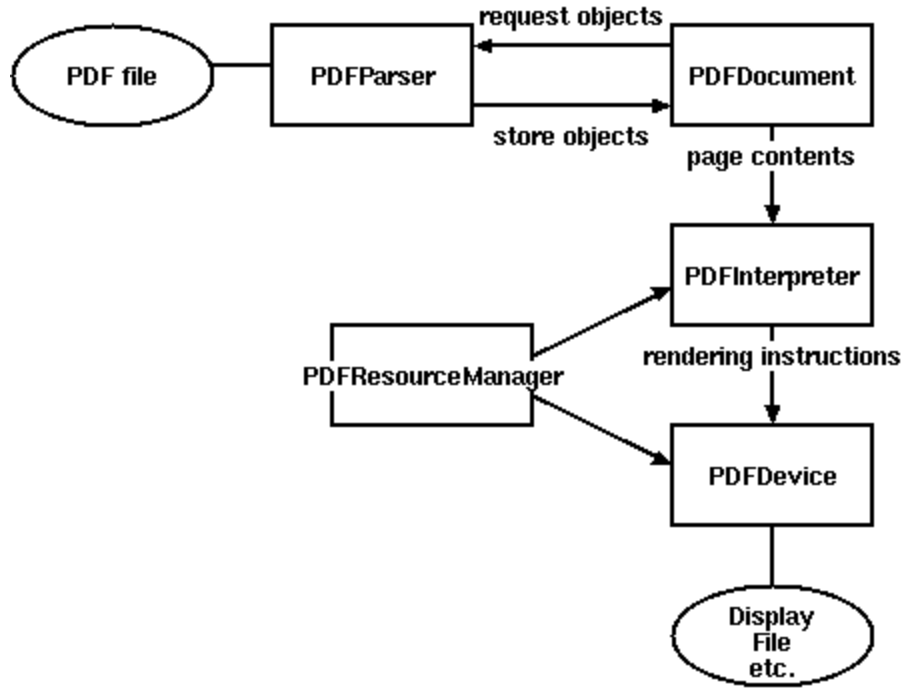 request objects
PDF file
PDFParser
PDFDocument
store objects
page contents
PDFInterpreter
rendering instructions
PDFResourceManager
PDFDevice
Display
File
etc.